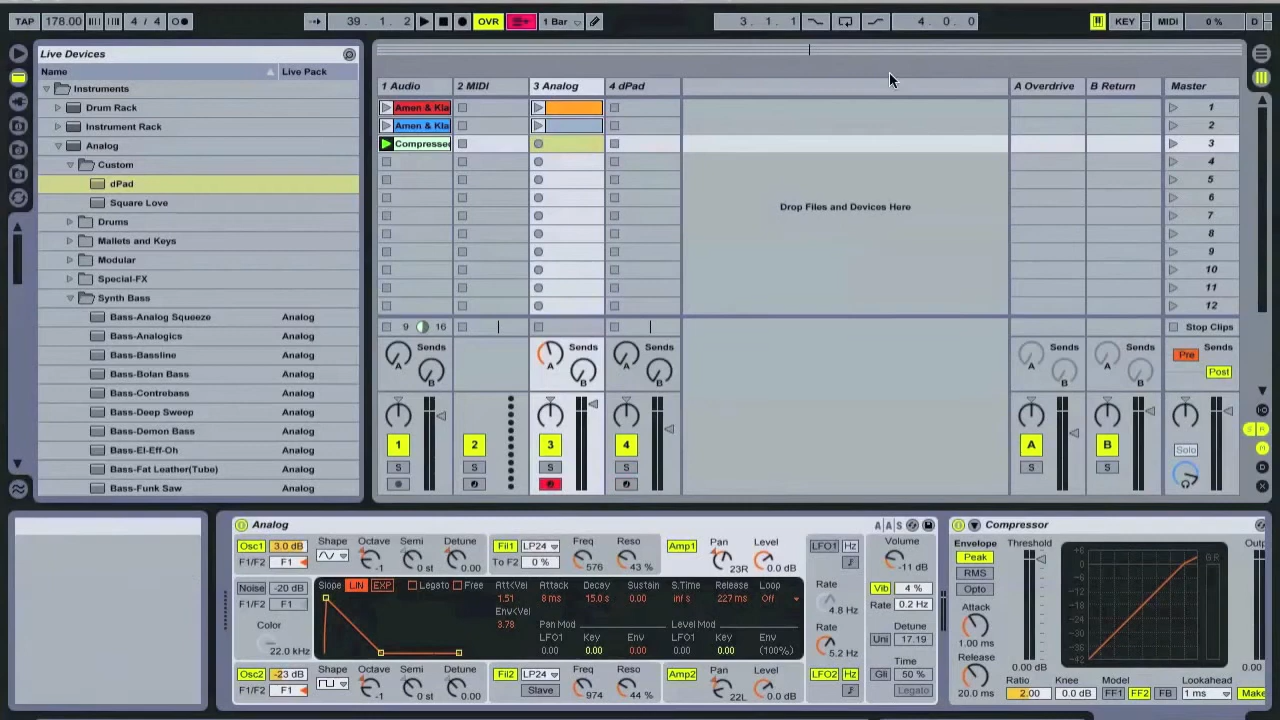 TAP 178.00 4 / 4 39. 1. 2 OVR 1 Bar 3. 1. 1 4. 0. 0 KEY MIDI 0 % D
Live Devices
Name Live Pack
Instruments
Drum Rack
Instrument Rack
Analog
Custom
dPad
Square Love
Drums
Mallets and Keys
Modular
Special-FX
Synth Bass
Bass-Analog Squeeze Analog
Bass-Analogics Analog
Bass-Bassline Analog
Bass-Bolan Bass Analog
Bass-Contrebass Analog
Bass-Deep Sweep Analog
Bass-Demon Bass Analog
Bass-El-Eff-Oh Analog
Bass-Fat Leather(Tube) Analog
Bass-Funk Saw Analog
1 Audio 2 MIDI 3 Analog 4 dPad A Overdrive B Return Master
Amen & Kla 1
Amen & Kla 2
Compresse 3
4
5
6
Drop Files and Devices Here 7
8
9
10
11
12
9 16 Stop Clips
Sends Sends Sends Sends Sends Sends
A B A B A B A B A B Pre Post
1 2 3 4 A B Solo
S S S S S S
Analog
Osc1 3.0 dB Shape Octave Semi Detune Fil1 LP24 Freq Reso Amp1 Pan Level LFO1 Hz Volume
F1/F2 F1 -1 0 st 0.00 To F2 0 % 576 43 % 23R 0.0 dB -11 dB
Noise -20 dB Slope LIN EXP Legato Free Att<Vel Attack Decay Sustain S.Time Release Loop Rate Vib 4 %
F1/F2 F1 1.51 8 ms 15.0 s 0.00 inf s 227 ms Off 4.8 Hz Rate 0.2 Hz
Env<Vel
Color 3.78 Pan Mod Level Mod Rate Detune
LFO1 Key Env LFO1 Key Env Uni 17.19
22.0 kHz 0.00 0.00 0.00 0.00 0.00 (100%) 5.2 Hz Time
Osc2 -23 dB Shape Octave Semi Detune Fil2 LP24 Freq Reso Amp2 Pan Level LFO2 Hz Gli 50 %
F1/F2 F1 -1 0 st 0.00 Slave 974 44 % 22L 0.0 dB Legato
Compressor
Envelope Threshold Outp
Peak
RMS
Opto
Attack
1.00 ms
Release
20.0 ms 0.00 dB 0.00
+6
0
-6
-12
-18
-24
-30
-36
-42
GR
Ratio Knee Model Lookahead
2.00 0.0 dB FF1 FF2 FB 1 ms Make